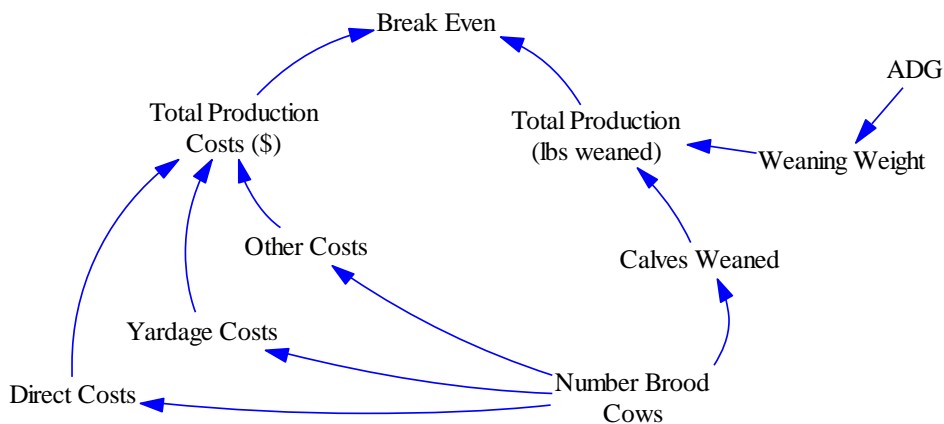 Break Even
ADG
Total Production
Costs ($)
Total Production
(lbs weaned)
Weaning Weight
Other Costs
Calves Weaned
Yardage Costs
Direct Costs
Number Brood
Cows